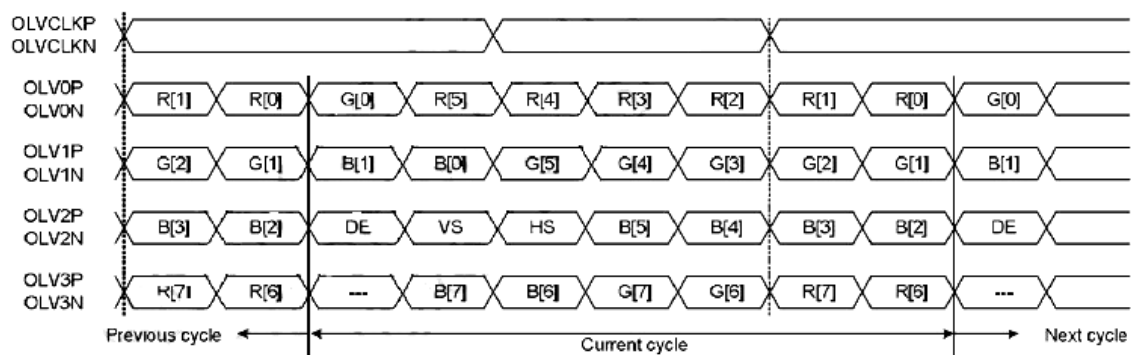 OLVCLKP
OLVCLKN
OLV0P
OLV0N
R[1] R[0] G[0] R[5] R[4] R[3] R[2] R[1] R[0] G[0]
OLV1P
OLV1N
G[2] G[1] B[1] B[0] G[5] G[4] G[3] G[2] G[1] B[1]
OLV2P
OLV2N
B[3] B[2] DE VS HS B[5] B[4] B[3] B[2] DE
OLV3P
OLV3N
R[7] R[6] --- B[7] B[6] G[7] G[6] R[7] R[6] ---
Previous cycle Current cycle Next cycle